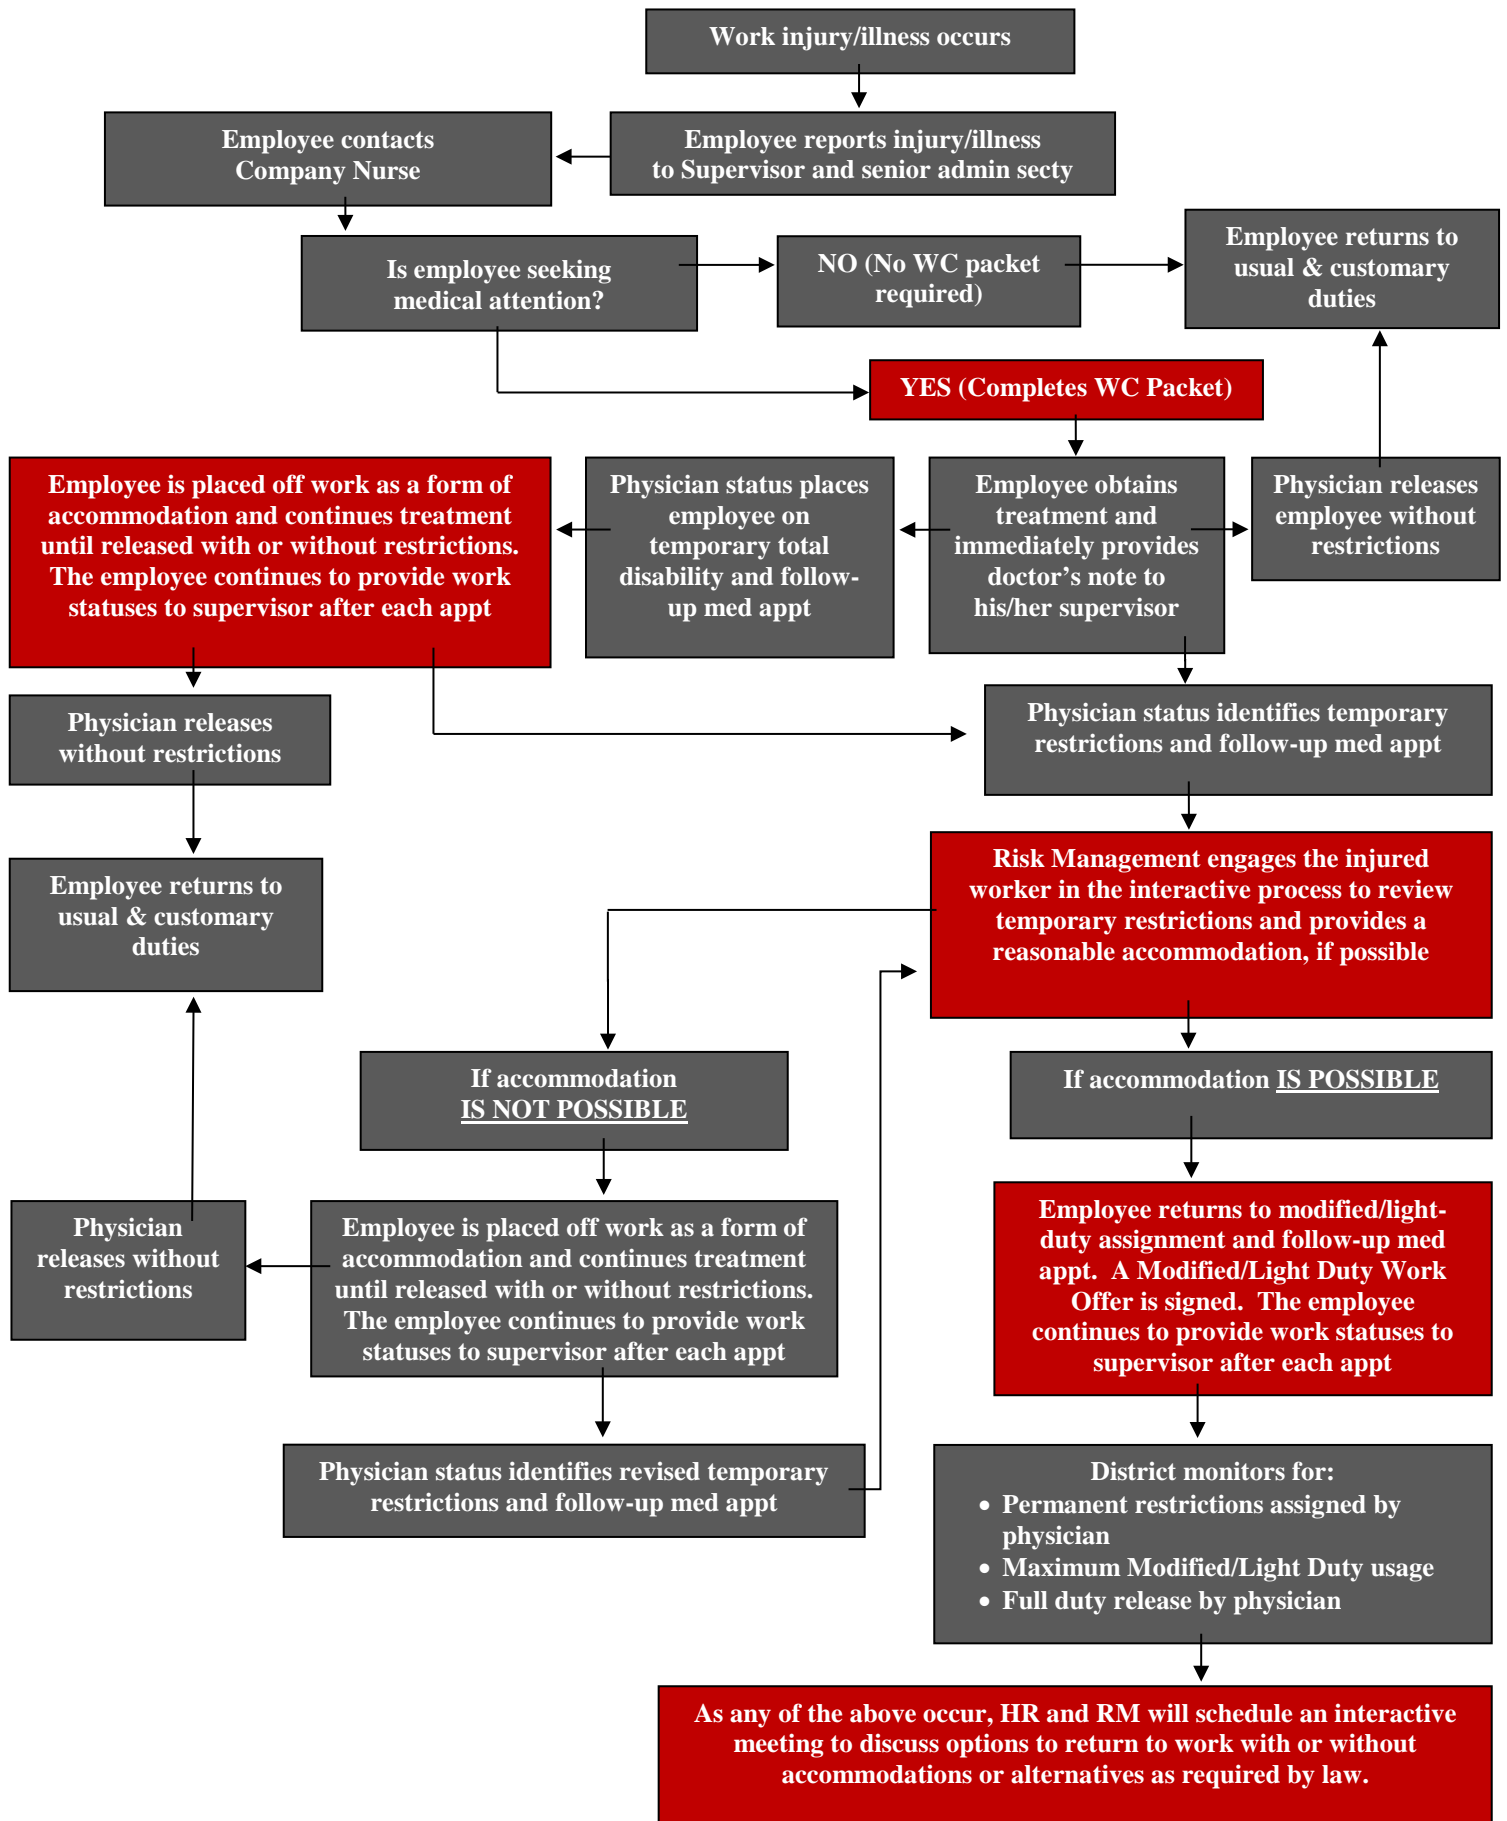 Work injury/illness occurs
Employee contacts
Company Nurse
Employee reports injury/illness
to Supervisor and senior admin secty
Is employee seeking
medical attention?
NO (No WC packet
required)
Employee returns to
usual & customary
duties
YES (Completes WC Packet)
Employee is placed off work as a form of
accommodation and continues treatment
until released with or without restrictions.
The employee continues to provide work
statuses to supervisor after each appt
Physician status places
employee on
temporary total
disability and follow-
up med appt
Employee obtains
treatment and
immediately provides
doctor’s note to
his/her supervisor
Physician releases
employee without
restrictions
Physician releases
without restrictions
Physician status identifies temporary
restrictions and follow-up med appt
Employee returns to
usual & customary
duties
Risk Management engages the injured
worker in the interactive process to review
temporary restrictions and provides a
reasonable accommodation, if possible
If accommodation
IS NOT POSSIBLE
If accommodation IS POSSIBLE
Physician
releases without
restrictions
Employee is placed off work as a form of
accommodation and continues treatment
until released with or without restrictions.
The employee continues to provide work
statuses to supervisor after each appt
Employee returns to modified/light-
duty assignment and follow-up med
appt.  A Modified/Light Duty Work
Offer is signed.  The employee
continues to provide work statuses to
supervisor after each appt
Physician status identifies revised temporary
restrictions and follow-up med appt
District monitors for:
• Permanent restrictions assigned by
physician
• Maximum Modified/Light Duty usage
• Full duty release by physician
As any of the above occur, HR and RM will schedule an interactive
meeting to discuss options to return to work with or without
accommodations or alternatives as required by law.